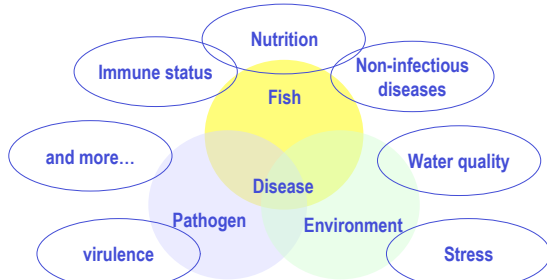 Nutrition
Immune status
Non-infectious
diseases
Fish
and more…
Water quality
Disease
Pathogen
Environment
virulence
Stress